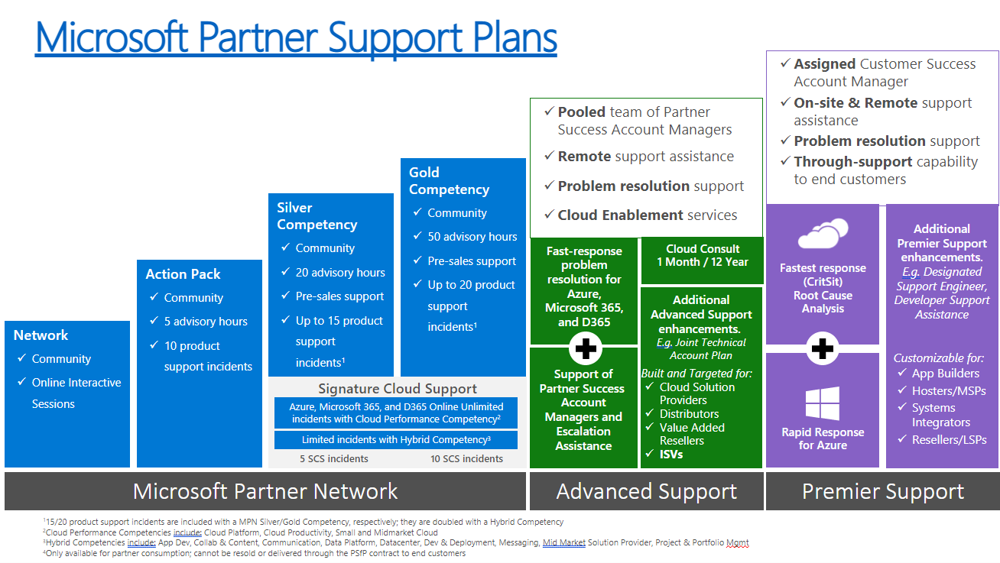 Microsoft Partner Support Plans
Network
✓ Community
✓ Online Interactive
Sessions
Action Pack
✓ Community
✓ 5 advisory hours
✓ 10 product
support incidents
Silver
Competency
✓ Community
✓ 20 advisory hours
✓ Pre-sales support
✓ Up to 15 product
support
incidents¹
Gold
Competency
✓ Community
✓ 50 advisory hours
✓ Pre-sales support
✓ Up to 20 product
support
incidents¹
Signature Cloud Support
Azure, Microsoft 365, and D365 Online Unlimited
incidents with Cloud Performance Competency²
Limited incidents with Hybrid Competency³
5 SCS incidents
10 SCS incidents
Microsoft Partner Network
✓ Pooled team of Partner
Success Account Managers
✓ Remote support assistance
✓ Problem resolution support
✓ Cloud Enablement services
Fast-response
problem
resolution for
Azure,
Microsoft 365,
and D365
Support of
Partner Success
Account
Managers and
Escalation
Assistance
Cloud Consult
1 Month / 12 Year
Additional
Advanced Support
enhancements.
E.g. Joint Technical
Account Plan
Built and Targeted for:
✓ Cloud Solution
Providers
✓ Distributors
✓ Value Added
Resellers
✓ ISVs
Advanced Support
✓ Assigned Customer Success
Account Manager
✓ On-site & Remote support
assistance
✓ Problem resolution support
✓ Through-support capability
to end customers
Fastest response
(CritSit)
Root Cause
Analysis
Rapid Response
for Azure
Additional
Premier Support
enhancements.
E.g. Designated
Support Engineer,
Developer Support
Assistance
Customizable for:
✓ App Builders
✓ Hosters/MSPs
✓ Systems
Integrators
✓ Resellers/LSPs
Premier Support
¹15/20 product support incidents are included with a MPN Silver/Gold Competency, respectively; they are doubled with a Hybrid Competency
²Cloud Performance Competencies include: Cloud Platform, Cloud Productivity, Small and Midmarket Cloud
³Hybrid Competencies include: App Dev, Collab & Content, Communication, Data Platform, Datacenter, Dev & Deployment, Messaging, Mid Market Solution Provider, Project & Portfolio Mgmt
⁴Only available for partner consumption; cannot be resold or delivered through the PSfP contract to end customers